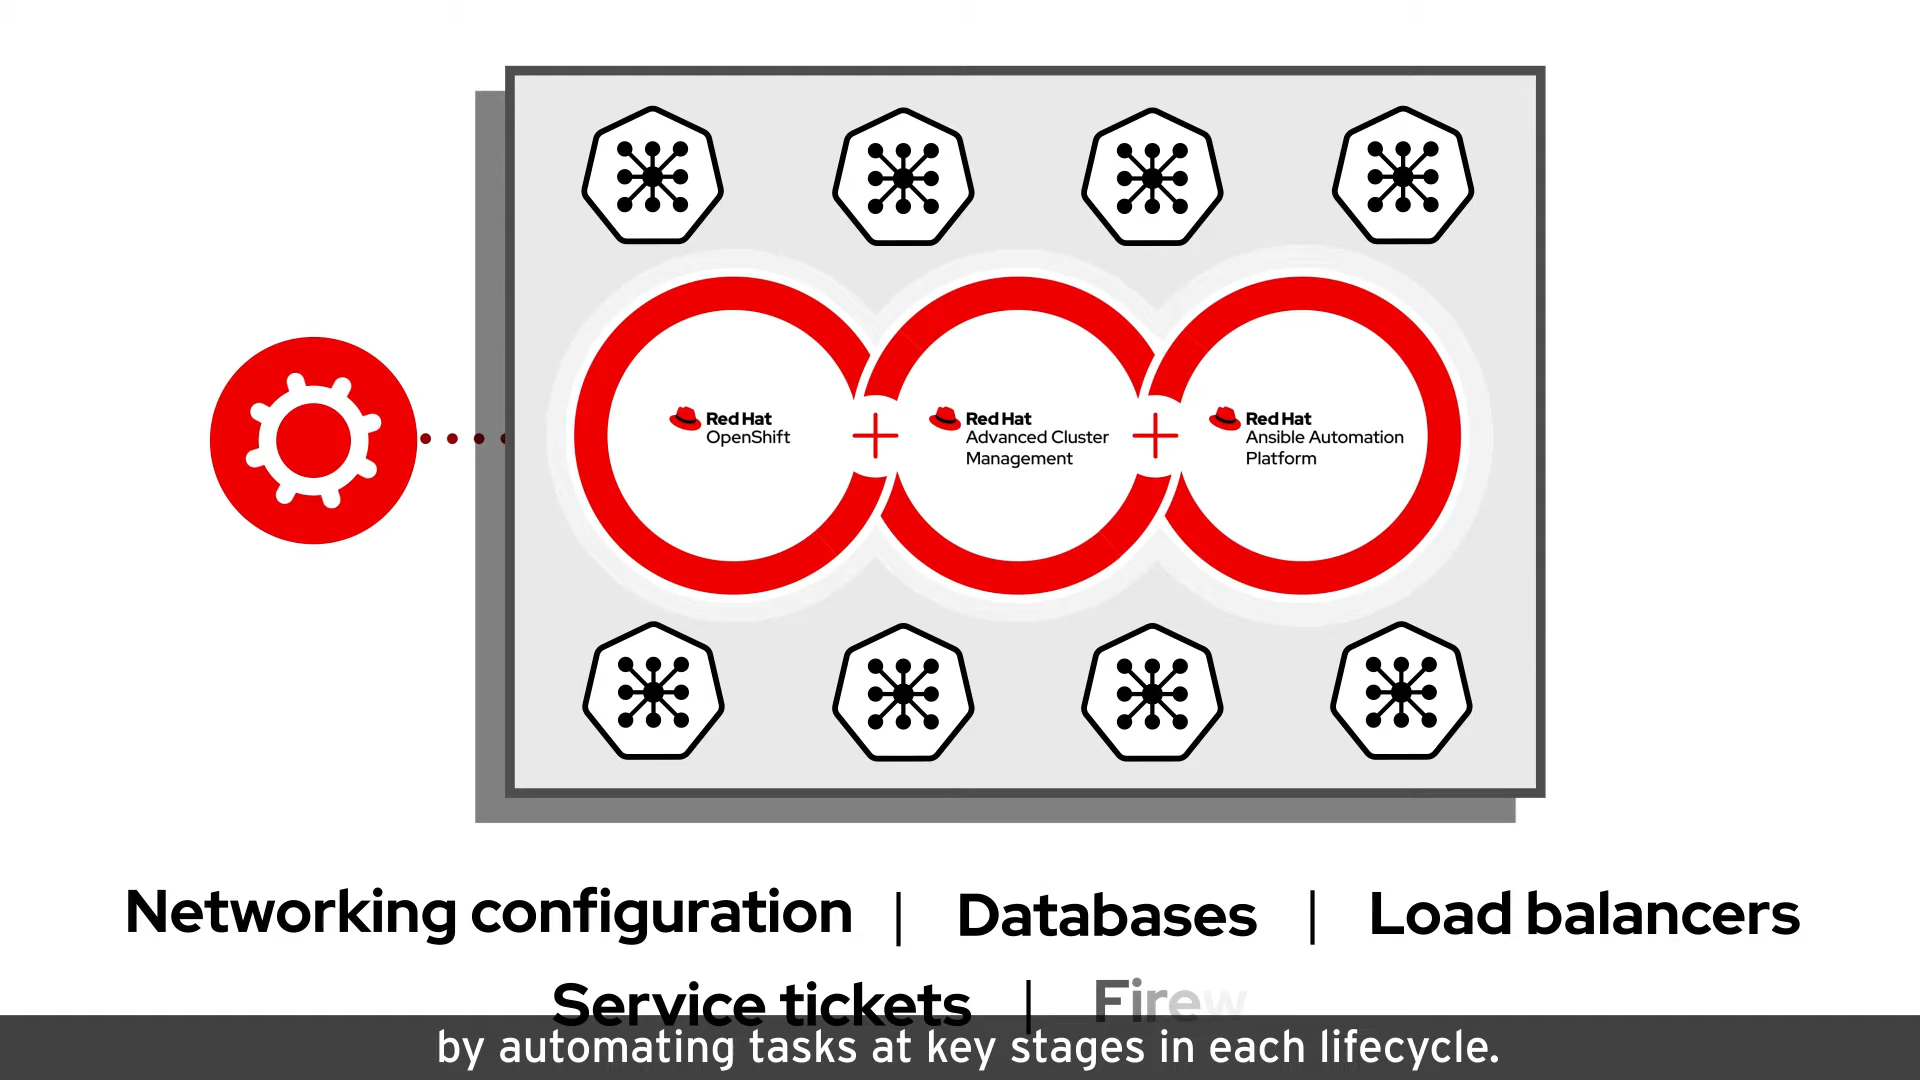 Red Hat
OpenShift
Red Hat
Advanced Cluster
Management
Red Hat
Ansible Automation
Platform
Networking configuration | Databases | Load balancers
Service tickets | Firew
by automating tasks at key stages in each lifecycle.